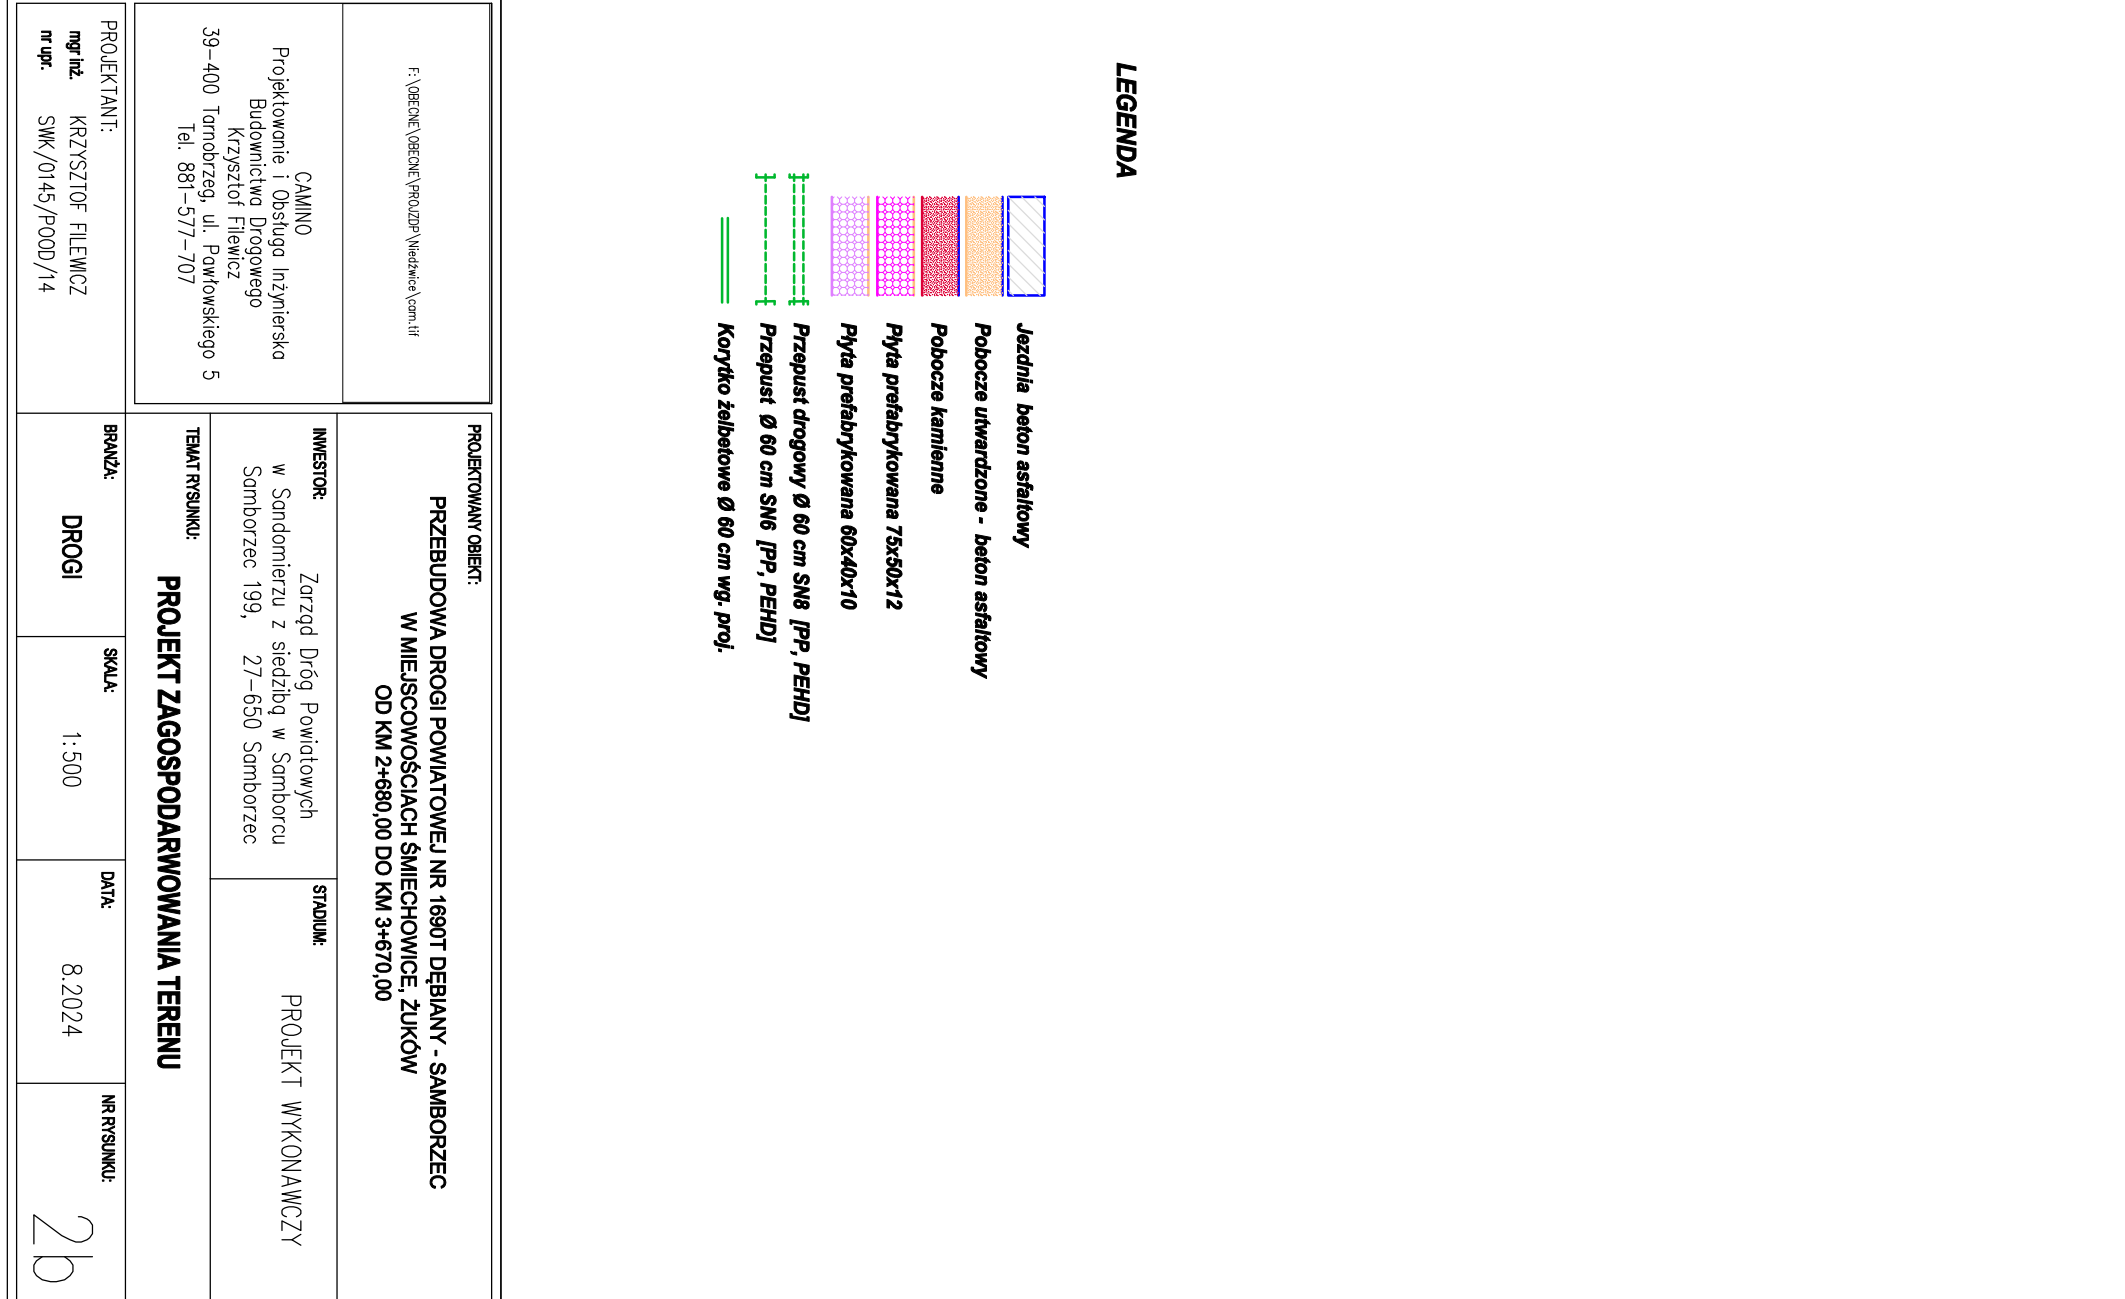 LEGENDA
Jezdnia beton asfaltowy
Pobocze utwardzone - beton asfaltowy
Pobocze kamienne
Płyta prefabrykowana 75x50x12
Płyta prefabrykowana 60x40x10
Przepust drogowy Ø 60 cm SN8 [PP, PEHD]
Przepust Ø 60 cm SN6 [PP, PEHD]
Korytko żelbetowe Ø 60 cm wg. proj.
F:\OBECNE\OBECNE\PROJZDP\Niedźwice\cam.tif
CAMINO
Projektowanie i Obsługa Inżynierska
Budownictwa Drogowego
Krzysztof Filewicz
39-400 Tarnobrzeg, ul. Pawłowskiego 5
Tel. 881-577-707
PROJEKTOWANY OBIEKT:
PRZEBUDOWA DROGI POWIATOWEJ NR 1690T DĘBIANY - SAMBORZEC
W MIEJSCOWOŚCIACH ŚMIECHOWICE, ŻUKÓW
OD KM 2+680,00 DO KM 3+670,00
INWESTOR:
Zarząd Dróg Powiatowych
w Sandomierzu z siedzibą w Samborcu
Samborzec 199, 27-650 Samborzec
STADIUM:
PROJEKT WYKONAWCZY
TEMAT RYSUNKU:
PROJEKT ZAGOSPODARWOWANIA TERENU
PROJEKTANT:
mgr inż. KRZYSZTOF FILEWICZ
nr upr. SWK/0145/POOD/14
BRANŻA:
DROGI
SKALA:
1:500
DATA:
8.2024
NR RYSUNKU:
2b